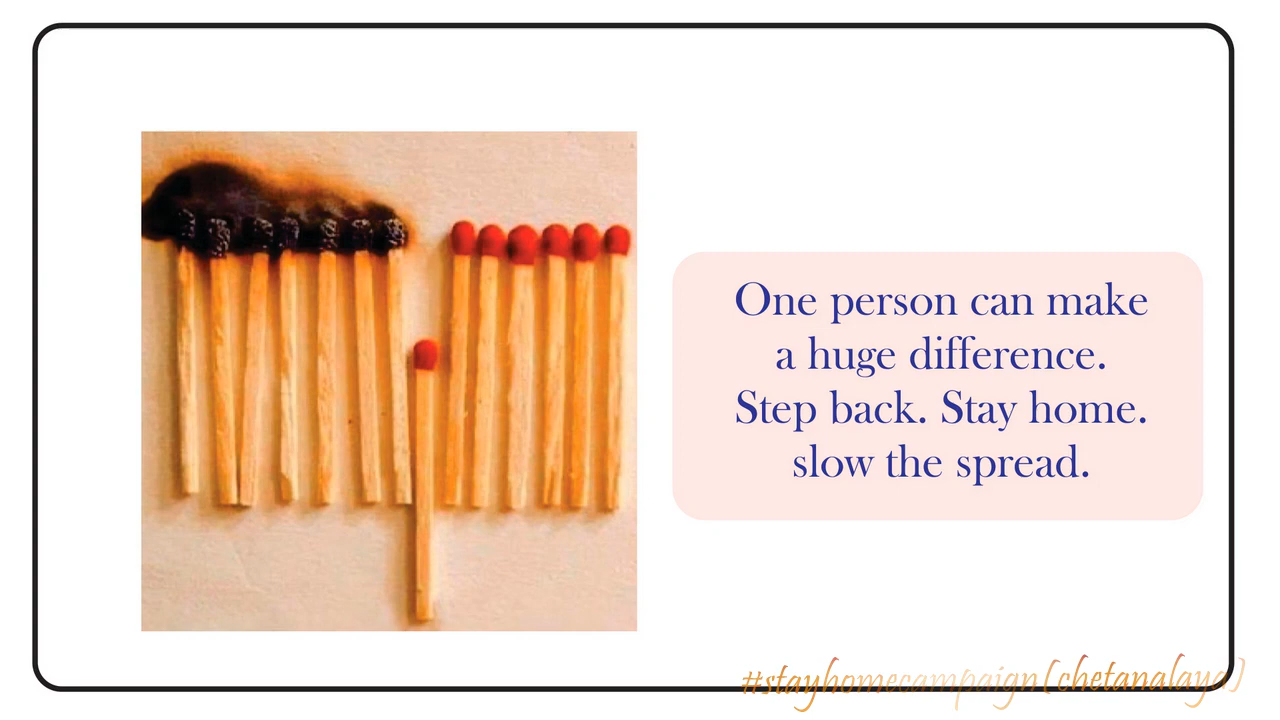 One person can make
a huge difference.
Step back. Stay home.
slow the spread.
#stayhomecampaign(chetanalaya)